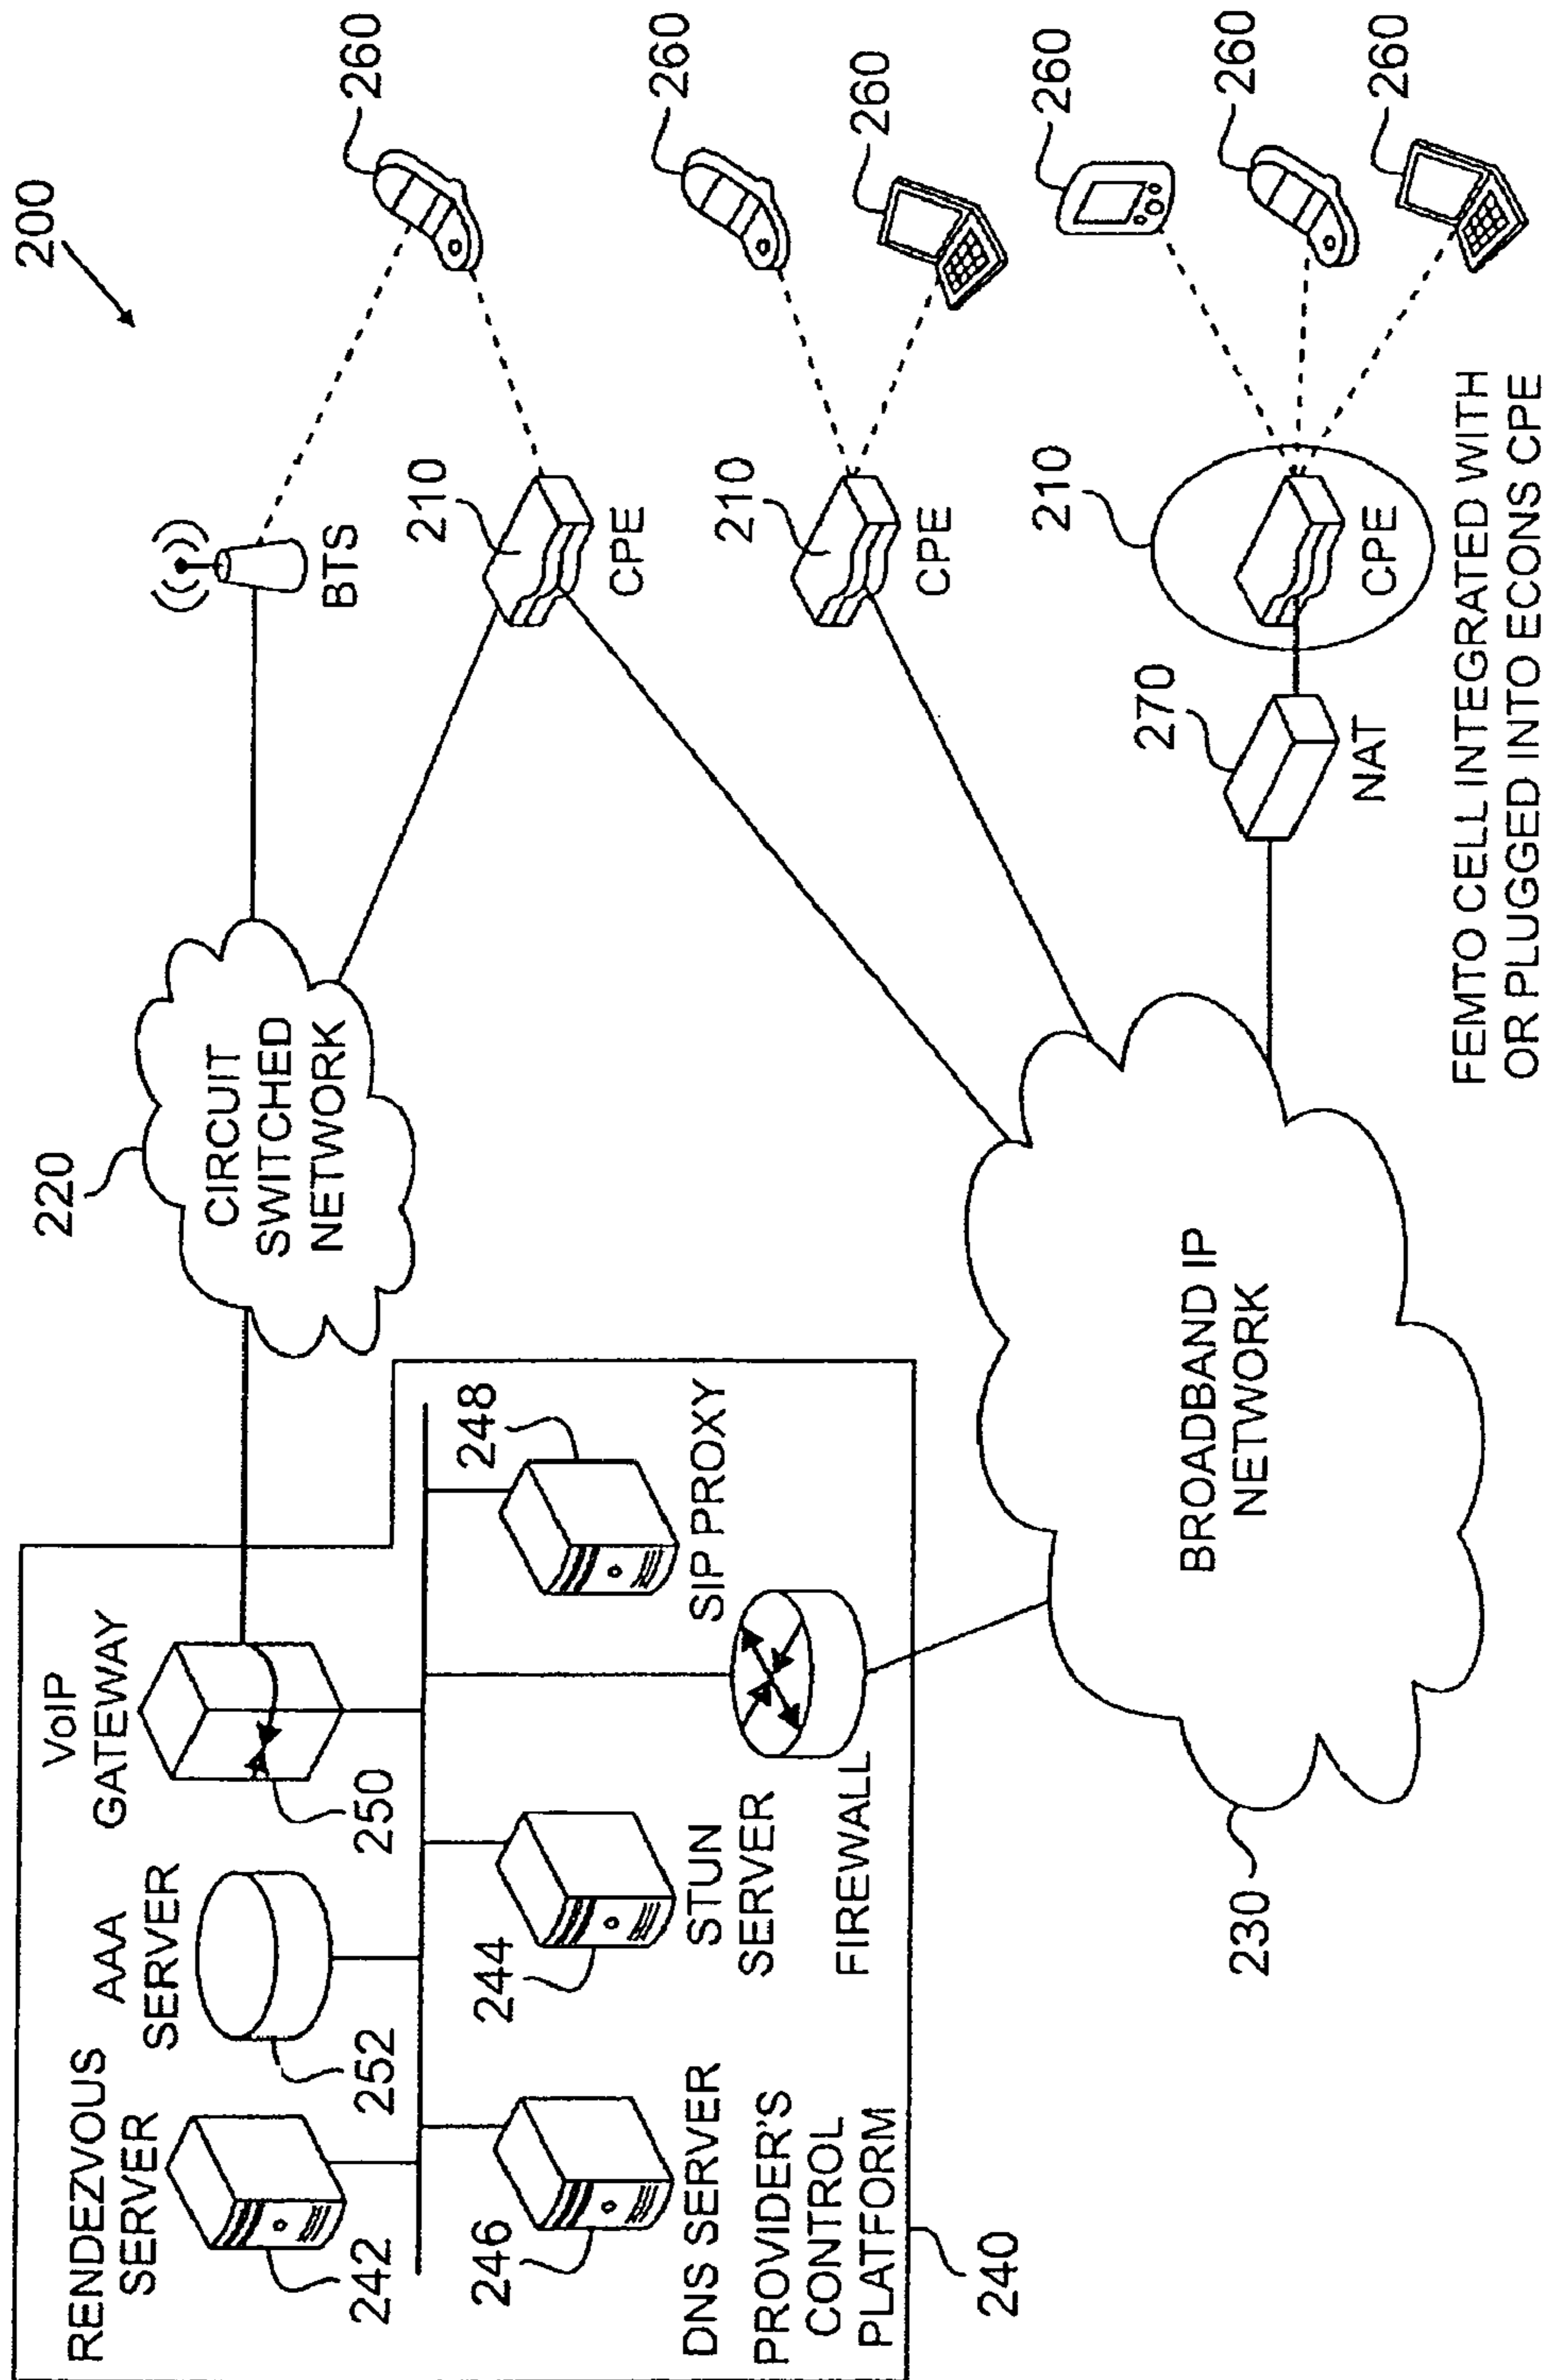 200
RENDEZVOUS
SERVER
242
AAA
SERVER
252
VoIP
GATEWAY
250
220
CIRCUIT
SWITCHED
NETWORK
BTS
260
246
DNS SERVER
244
STUN
SERVER
248
SIP PROXY
FIREWALL
PROVIDER'S
CONTROL
PLATFORM
240
210
CPE
210
CPE
260
260
230
BROADBAND IP
NETWORK
270
NAT
210
CPE
260
260
260
FEMTO CELL INTEGRATED WITH
OR PLUGGED INTO ECONS CPE